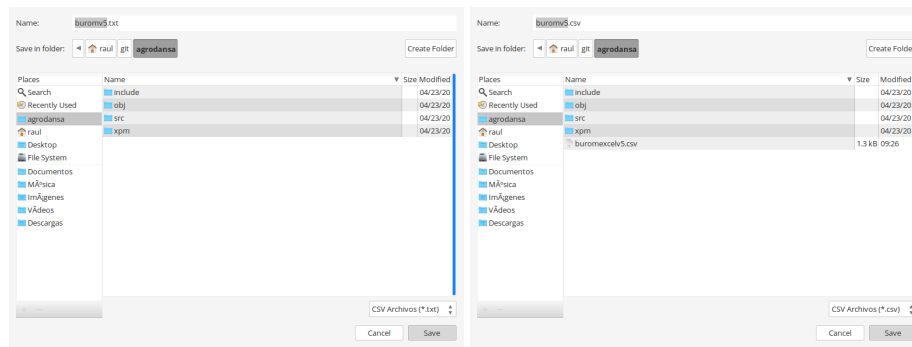 Name: buromv5.txt
Save in folder: raul git agrodansa Create Folder
Places
Search
Recently Used
agrodansa
raul
Desktop
File System
Documentos
MÃºsica
ImÃ¡genes
VÃ­deos
Descargas
Name Size Modified
include 04/23/20
obj 04/23/20
src 04/23/20
xpm 04/23/20
CSV Archivos (*.txt)
Cancel Save
Name: buromv5.csv
Save in folder: raul git agrodansa Create Folde
Places
Search
Recently Used
agrodansa
raul
Desktop
File System
Documentos
MÃºsica
ImÃ¡genes
VÃ­deos
Descargas
Name Size Modified
include 04/23/20
obj 04/23/20
src 04/23/20
xpm 04/23/20
buromexcelv5.csv 1.3 kB 09:26
CSV Archivos (*.csv)
Cancel Save